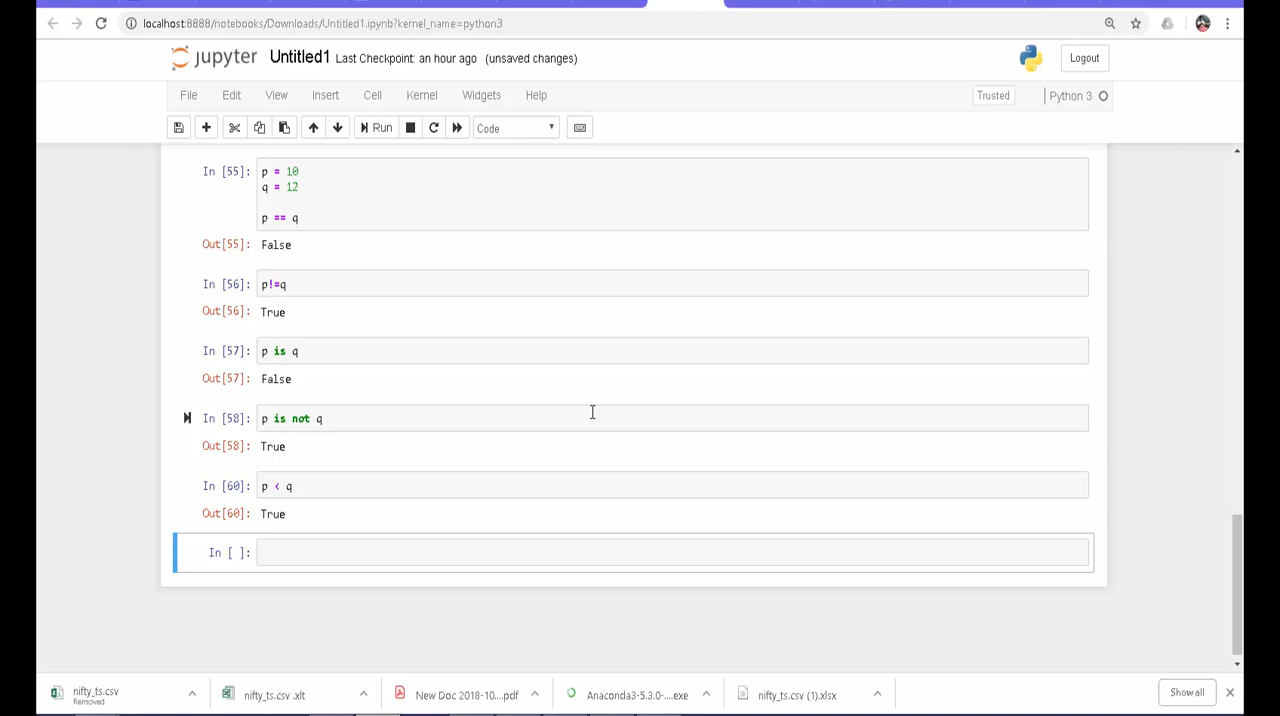 localhost:8888/notebooks/Downloads/Untitled1.ipynb?kernel_name=python3
jupyter Untitled1 Last Checkpoint: an hour ago (unsaved changes) Logout
File Edit View Insert Cell Kernel Widgets Help Trusted Python 3
Run Code
In [55]: p = 10
q = 12
p == q
Out[55]: False
In [56]: p!=q
Out[56]: True
In [57]: p is q
Out[57]: False
In [58]: p is not q
Out[58]: True
In [60]: p < q
Out[60]: True
In [ ]:
nifty_ts.csv
Removed
nifty_ts.csv .xlt
New Doc 2018-10....pdf
Anaconda3-5.3.0-....exe
nifty_ts.csv (1).xlsx
Show all